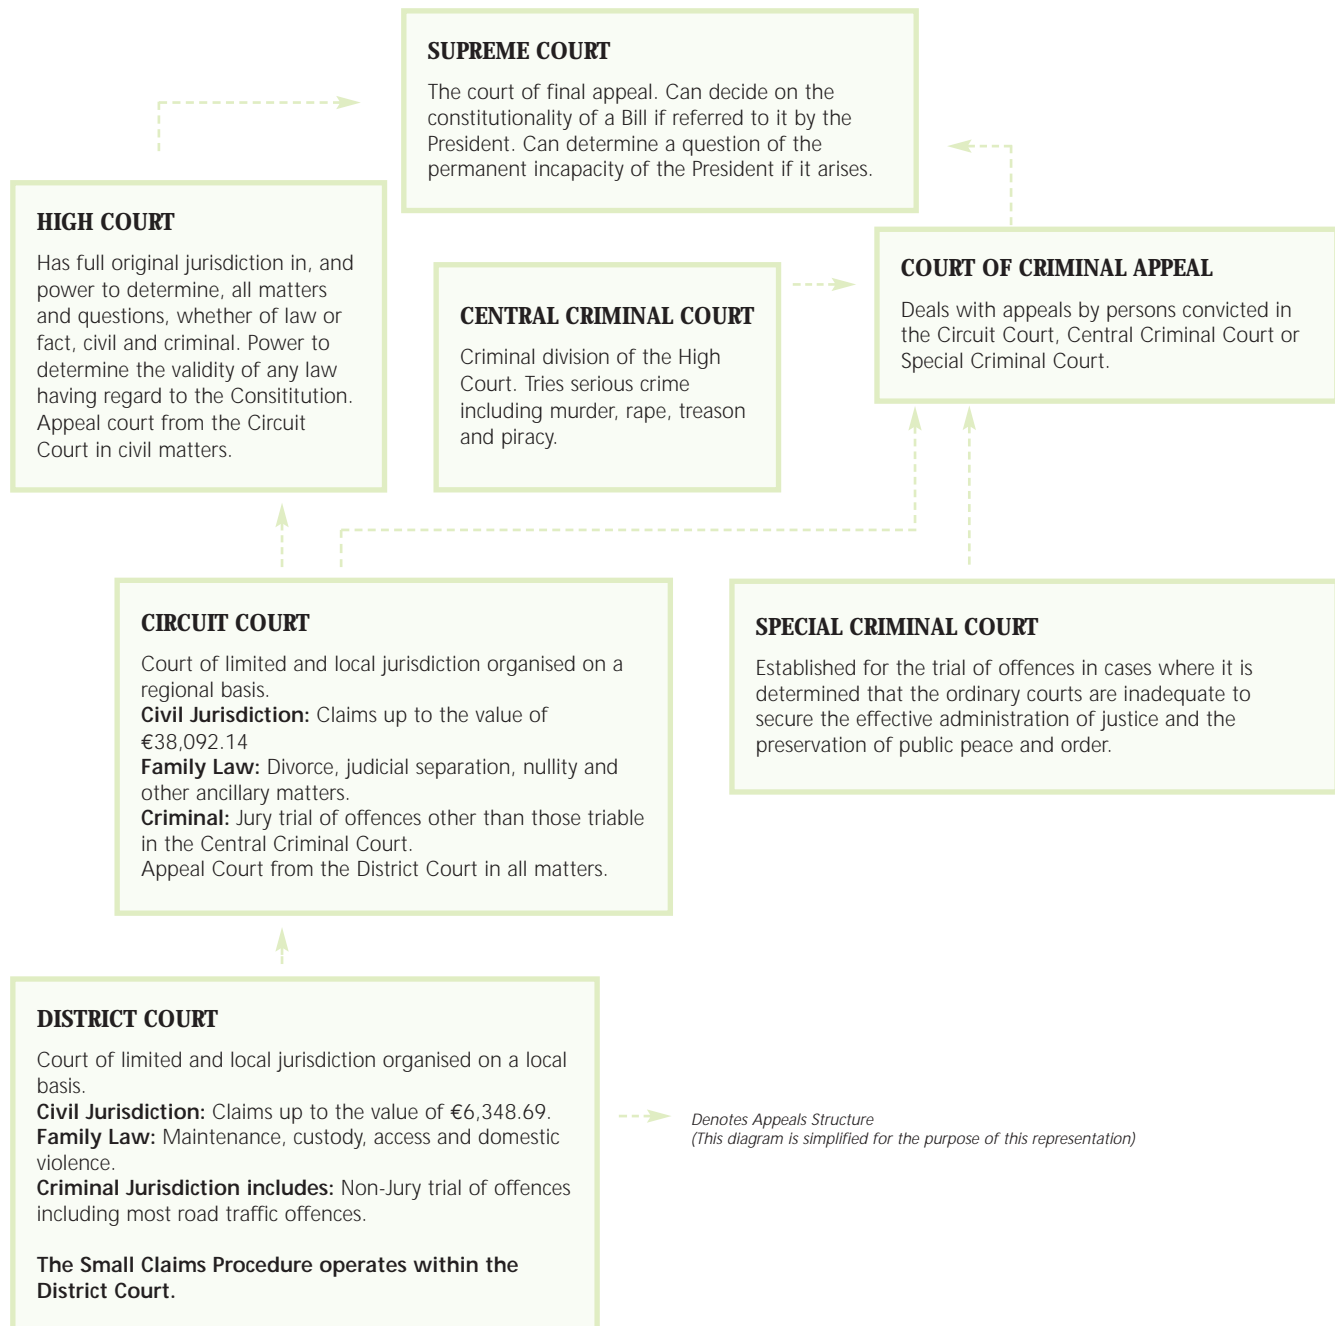 SUPREME COURT
The court of final appeal. Can decide on the
constitutionality of a Bill if referred to it by the
President. Can determine a question of the
permanent incapacity of the President if it arises.
HIGH COURT
Has full original jurisdiction in, and
power to determine, all matters
and questions, whether of law or
fact, civil and criminal. Power to
determine the validity of any law
having regard to the Consititution.
Appeal court from the Circuit
Court in civil matters.
CENTRAL CRIMINAL COURT
Criminal division of the High
Court. Tries serious crime
including murder, rape, treason
and piracy.
COURT OF CRIMINAL APPEAL
Deals with appeals by persons convicted in
the Circuit Court, Central Criminal Court or
Special Criminal Court.
CIRCUIT COURT
Court of limited and local jurisdiction organised on a
regional basis.
Civil Jurisdiction: Claims up to the value of
€38,092.14
Family Law: Divorce, judicial separation, nullity and
other ancillary matters.
Criminal: Jury trial of offences other than those triable
in the Central Criminal Court.
Appeal Court from the District Court in all matters.
SPECIAL CRIMINAL COURT
Established for the trial of offences in cases where it is
determined that the ordinary courts are inadequate to
secure the effective administration of justice and the
preservation of public peace and order.
DISTRICT COURT
Court of limited and local jurisdiction organised on a local
basis.
Civil Jurisdiction: Claims up to the value of €6,348.69.
Family Law: Maintenance, custody, access and domestic
violence.
Criminal Jurisdiction includes: Non-Jury trial of offences
including most road traffic offences.
The Small Claims Procedure operates within the
District Court.
Denotes Appeals Structure
(This diagram is simplified for the purpose of this representation)